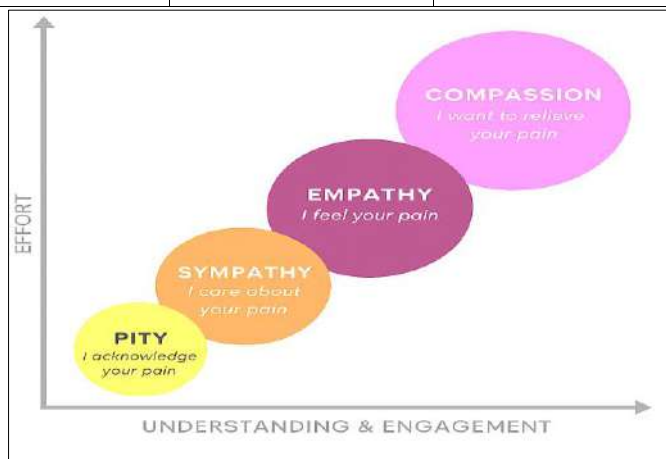 COMPASSION
I want to relieve
your pain
EMPATHY
I feel your pain
SYMPATHY
I care about
your pain
PITY
I acknowledge
your pain
EFFORT
UNDERSTANDING & ENGAGEMENT